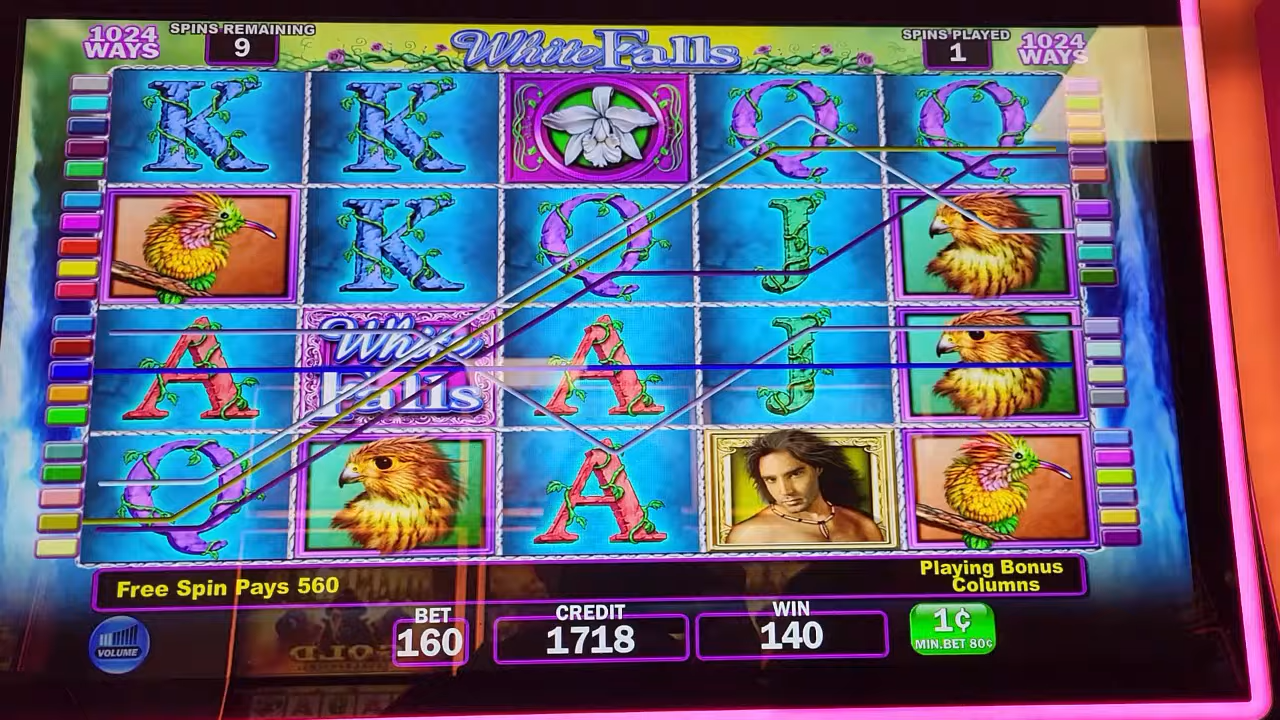 1024
WAYS
SPINS REMAINING
9
White Falls
SPINS PLAYED
1
1024
WAYS
K
K
Q
Q
K
Q
J
A
White
Falls
A
J
Q
A
Free Spin Pays 560
Playing Bonus
Columns
VOLUME
BET
160
CREDIT
1718
WIN
140
1¢
MIN.BET 80¢
GOLD